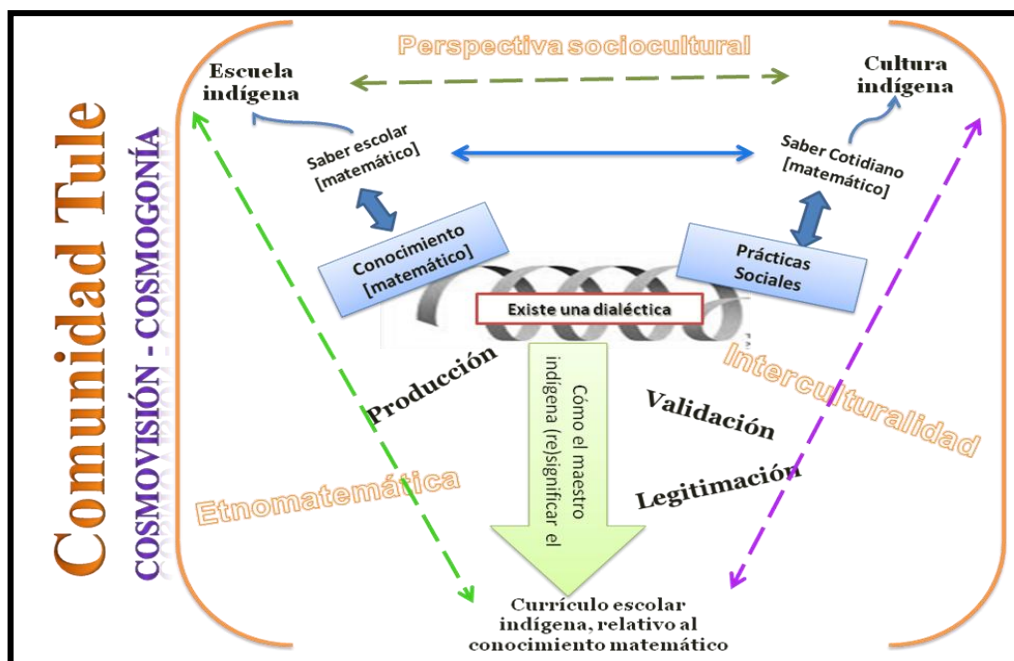 Comunidad Tule
COSMOVISIÓN - COSMOGONÍA
Perspectiva sociocultural
Escuela
indígena
Cultura
indígena
Saber escolar
[matemático]
Saber Cotidiano
[matemático]
Conocimiento
[matemático]
Prácticas
Sociales
Existe una dialéctica
Producción
Cómo el maestro
indígena (re)significar el
Validación
Interculturalidad
Legitimación
Etnomatemática
Currículo escolar
indígena, relativo al
conocimiento matemático